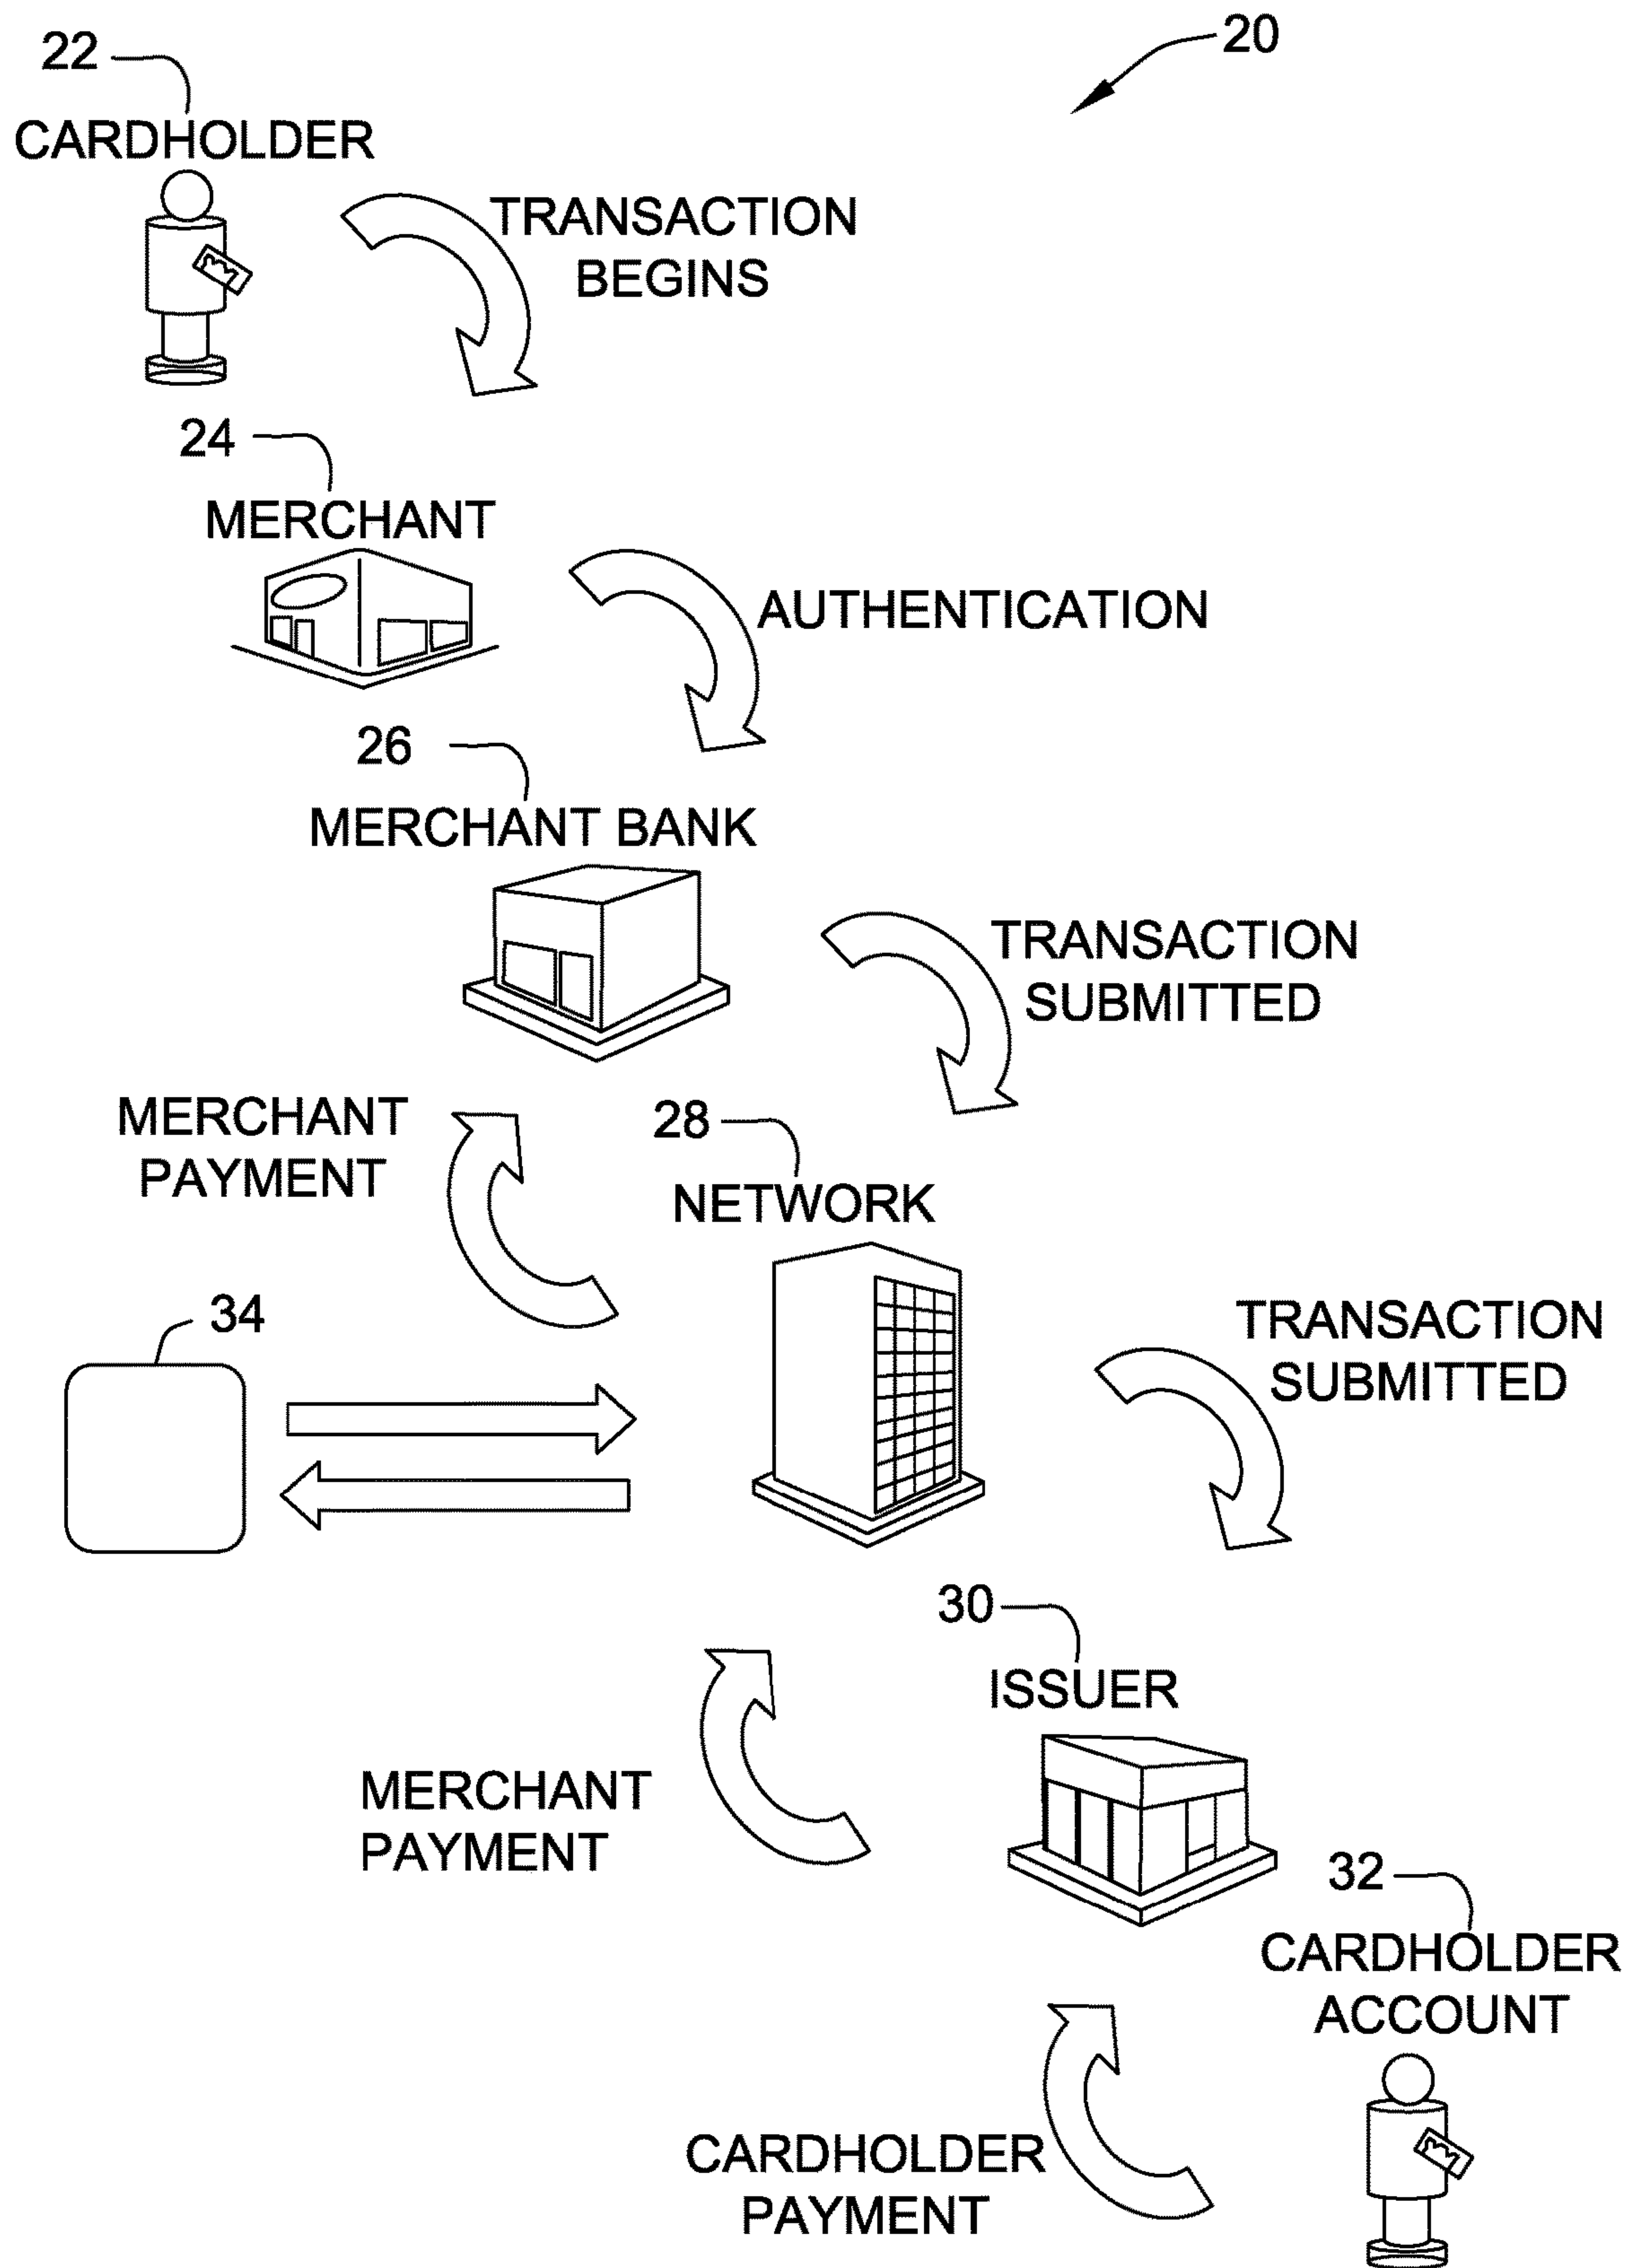 20
22
CARDHOLDER
TRANSACTION
BEGINS
24
MERCHANT
AUTHENTICATION
26
MERCHANT BANK
TRANSACTION
SUBMITTED
MERCHANT
PAYMENT
28
NETWORK
34
TRANSACTION
SUBMITTED
30
ISSUER
MERCHANT
PAYMENT
32
CARDHOLDER
ACCOUNT
CARDHOLDER
PAYMENT